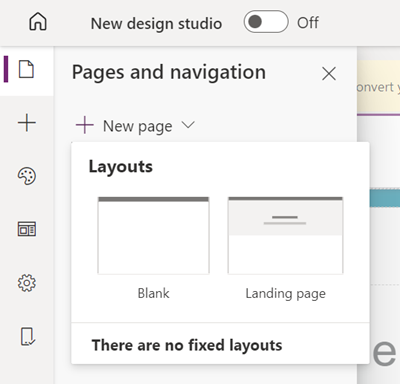 New design studio Off
Pages and navigation
onvert y
New page
Layouts
Blank Landing page
There are no fixed layouts
e